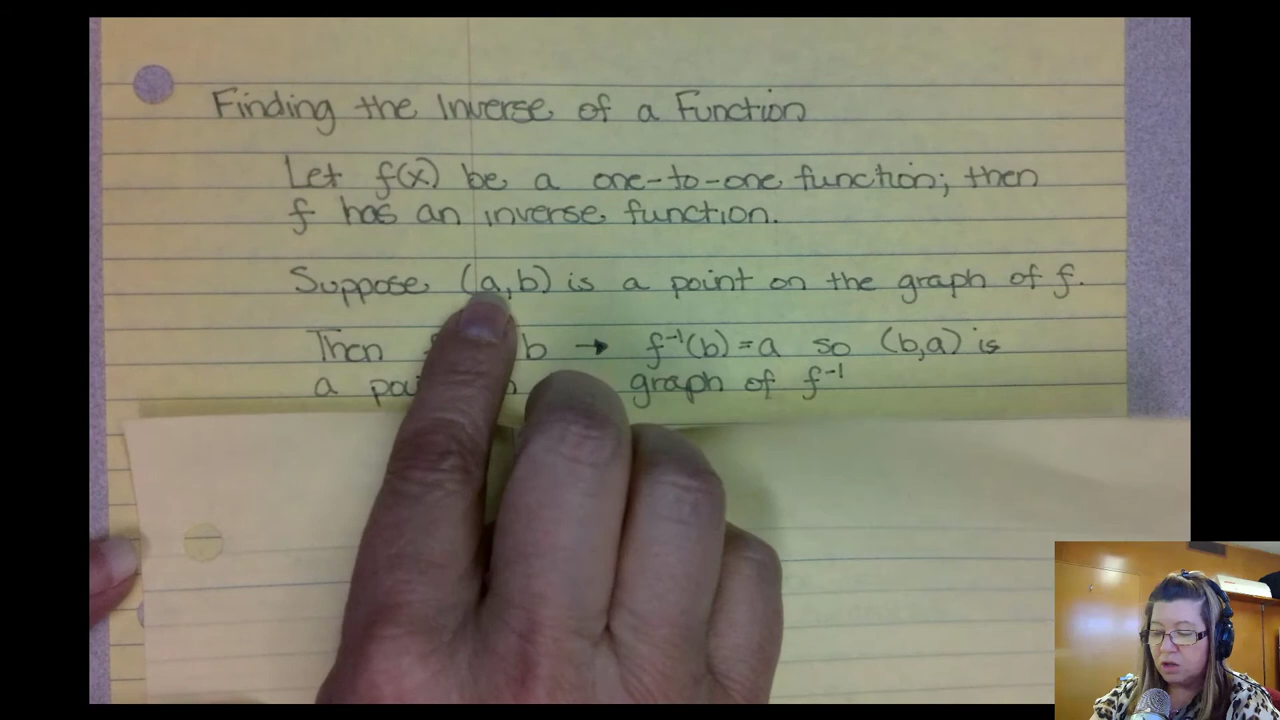 Finding the Inverse of a Function
Let f(x) be a one-to-one function; then
f has an inverse function.
Suppose (a,b) is a point on the graph of f.
Then b → f⁻¹(b) = a so (b,a) is
a graph of f⁻¹